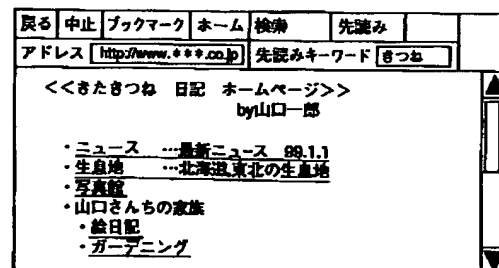 戻る 中止 ブックマーク ホーム 検索 先読み
アドレス http://www.***.co.jp 先読みキーワード きつね
<<きたきつね 日記 ホームページ>>
by山口一郎
・ニュース …最新ニュース 99.1.1
・生息地 …北海道,東北の生息地
・写真館
・山口さんちの家族
・絵日記
・ガーデニング